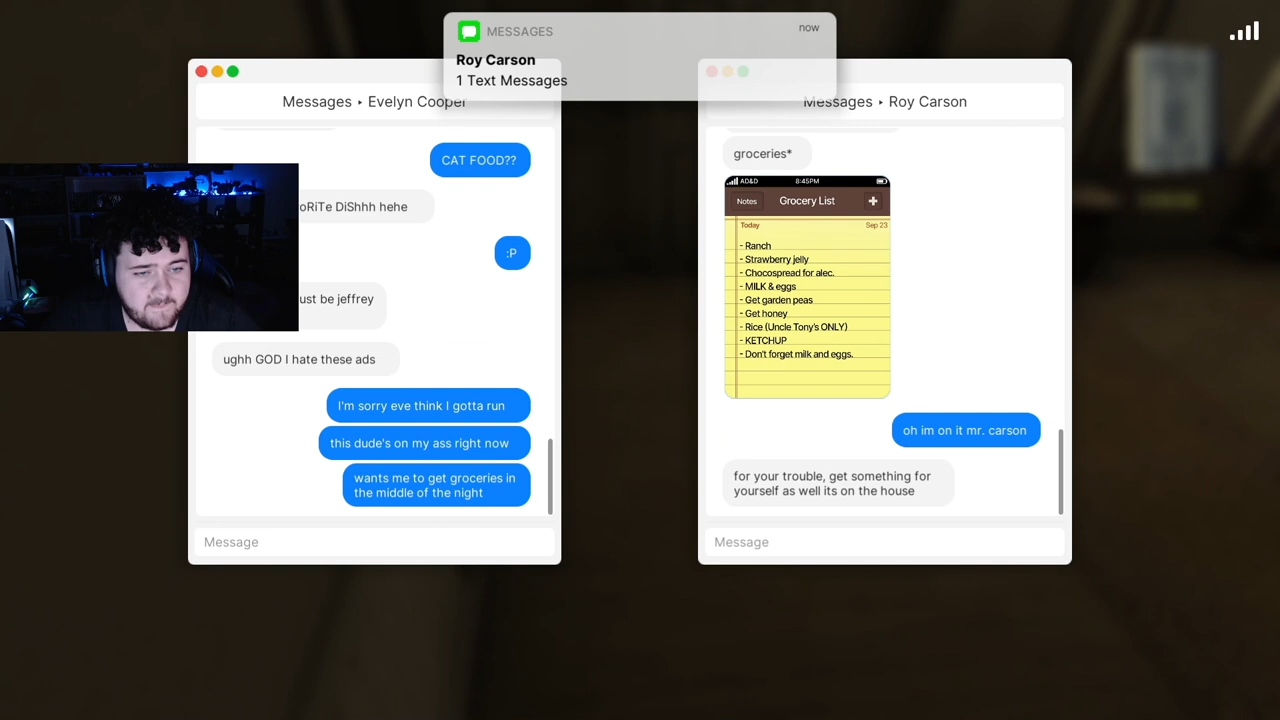 MESSAGES
now
Roy Carson
1 Text Messages
Messages ▸ Evelyn Cooper
CAT FOOD??
oRiTe DiShhh hehe
:P
ust be jeffrey
ughh GOD I hate these ads
I'm sorry eve think I gotta run
this dude's on my ass right now
wants me to get groceries in
the middle of the night
Message
Messages ▸ Roy Carson
groceries*
AD&D
8:45PM
Notes
Grocery List
+
Today
Sep 23
- Ranch
- Strawberry jelly
- Chocospread for alec.
- MILK & eggs
- Get garden peas
- Get honey
- Rice (Uncle Tony's ONLY)
- KETCHUP
- Don't forget milk and eggs.
oh im on it mr. carson
for your trouble, get something for
yourself as well its on the house
Message